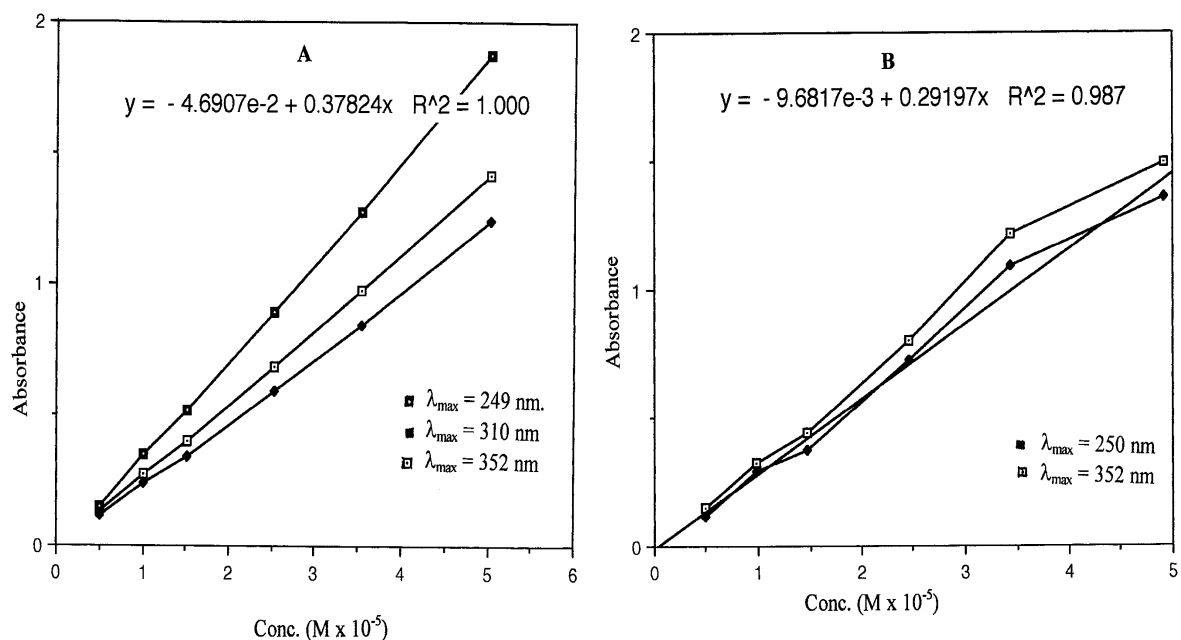 A
y = - 4.6907e-2 + 0.37824x R^2 = 1.000
2
1
0
Absorbance
λmax = 249 nm.
λmax = 310 nm
λmax = 352 nm
0 1 2 3 4 5 6
Conc. (M x 10-5)
B
y = - 9.6817e-3 + 0.29197x R^2 = 0.987
2
1
0
Absorbance
λmax = 250 nm
λmax = 352 nm
0 1 2 3 4 5
Conc. (M x 10-5)